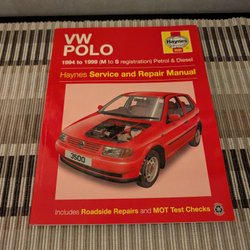 VW
POLO
Haynes
1994 to 1999 (M to S registration) Petrol & Diesel
Haynes Service and Repair Manual
3500
Includes Roadside Repairs and MOT Test Checks